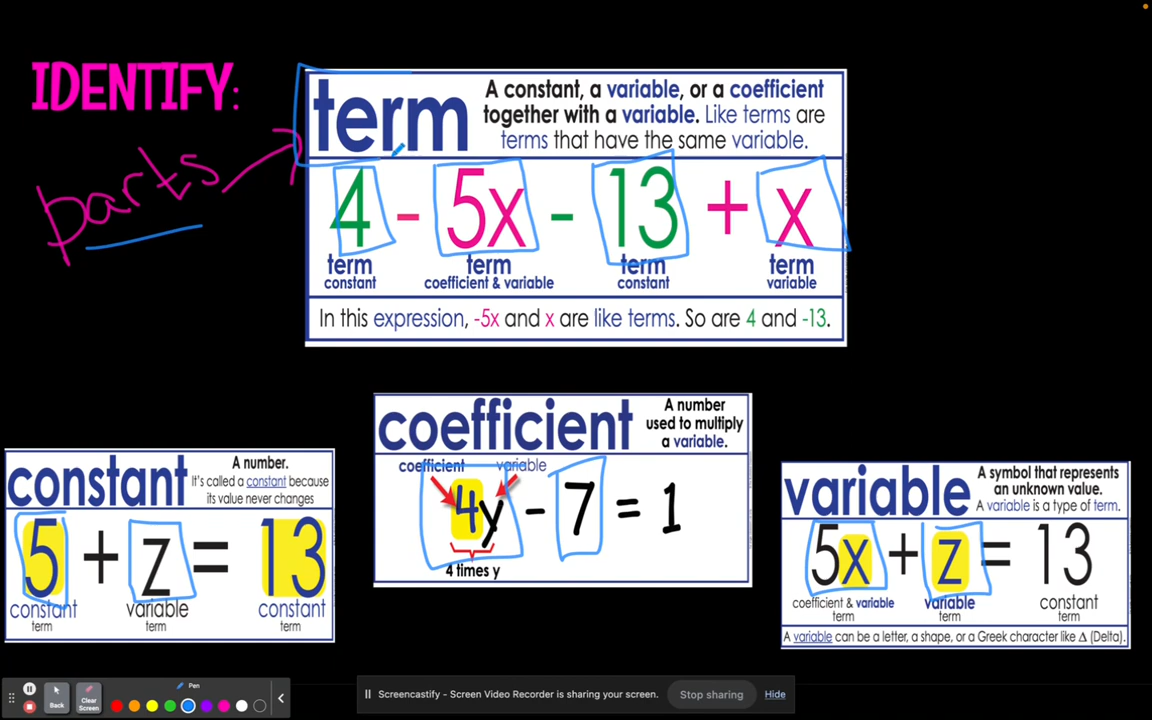 IDENTIFY:
parts
term
A constant, a variable, or a coefficient
together with a variable. Like terms are
terms that have the same variable.
4 - 5x - 13 + x
term term term term
constant coefficient & variable constant variable
In this expression, -5x and x are like terms. So are 4 and -13.
constant
A number.
It's called a constant because
its value never changes
5 + z = 13
constant variable constant
term term term
coefficient
A number
used to multiply
a variable.
coefficient variable
4y - 7 = 1
4 times y
variable
A symbol that represents
an unknown value.
A variable is a type of term.
5x + z = 13
coefficient & variable variable constant
term term term
A variable can be a letter, a shape, or a Greek character like Δ (Delta).
Pen
Back
Clear
Screen
Screencastify - Screen Video Recorder is sharing your screen.
Stop sharing
Hide